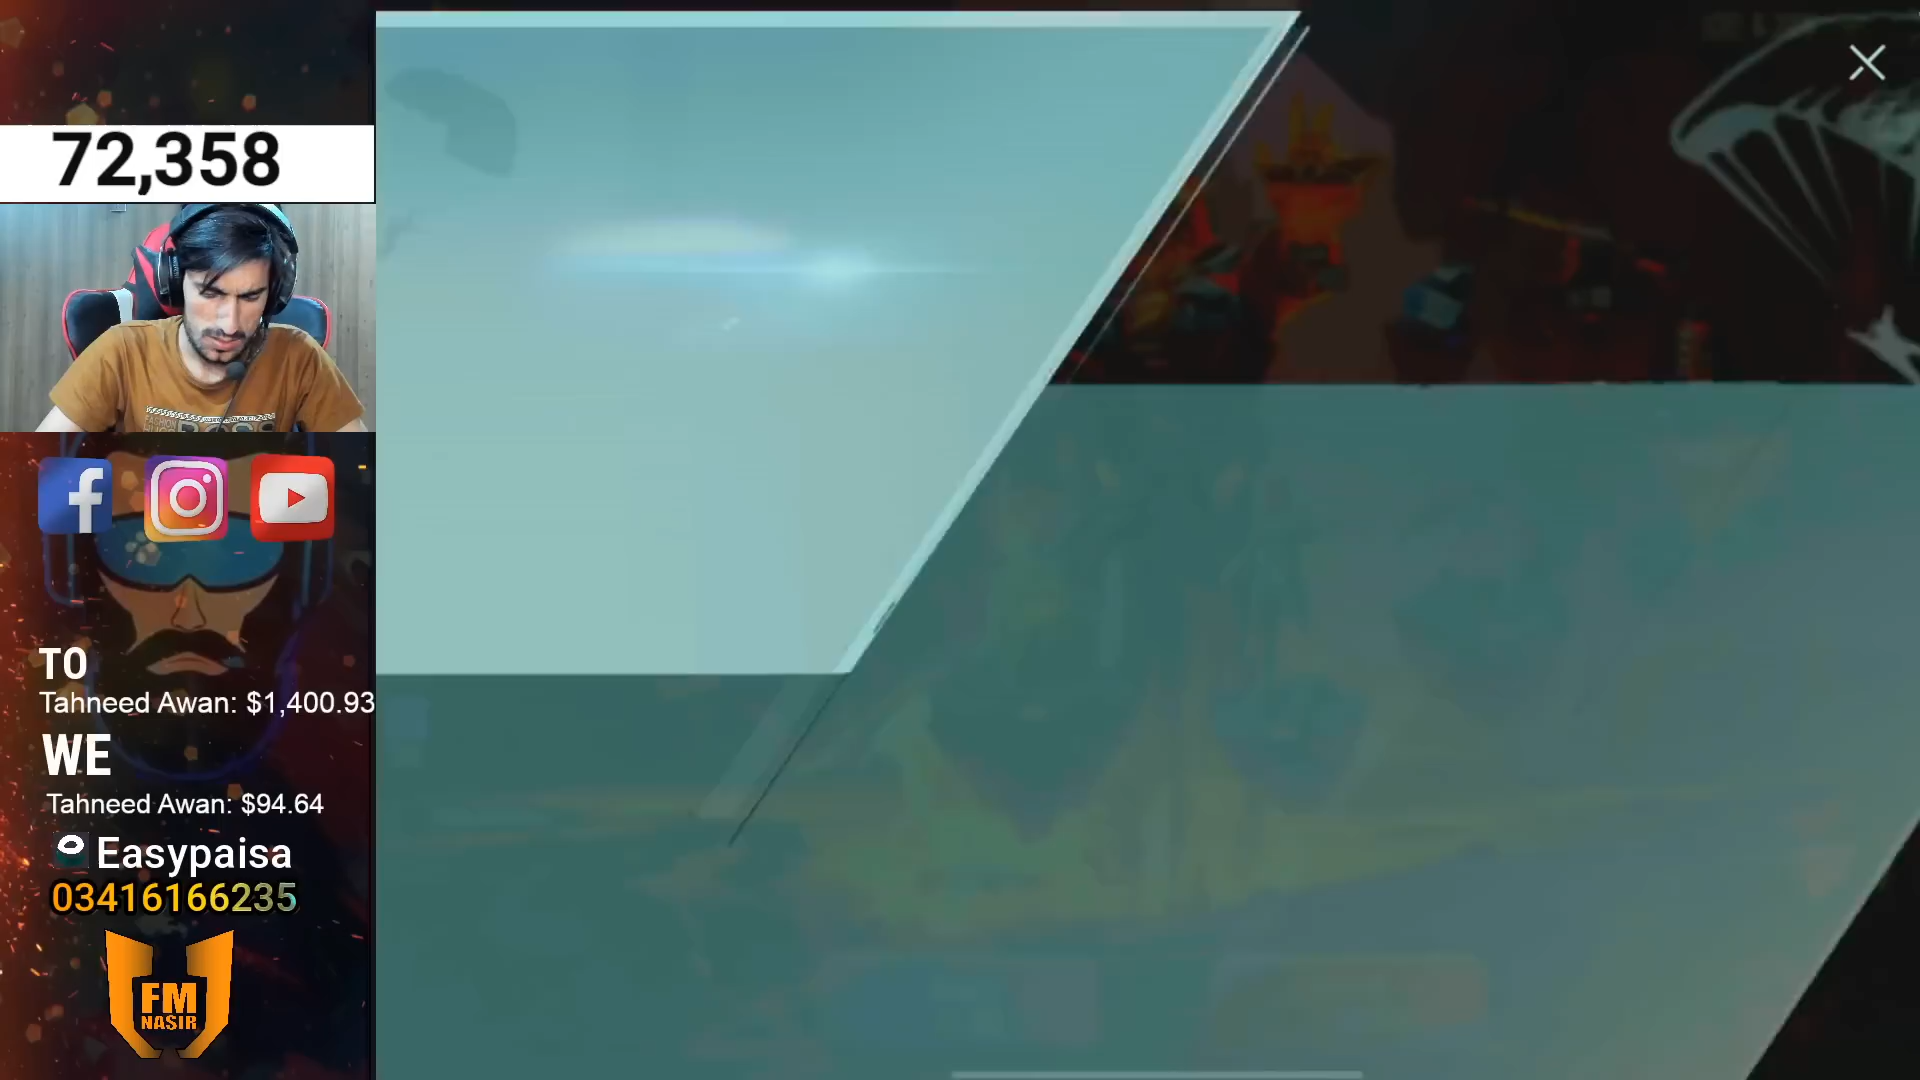 72,358
TO
Tahneed Awan: $1,400.93
WE
Tahneed Awan: $94.64
Easypaisa
03416166235
FM
NASIR